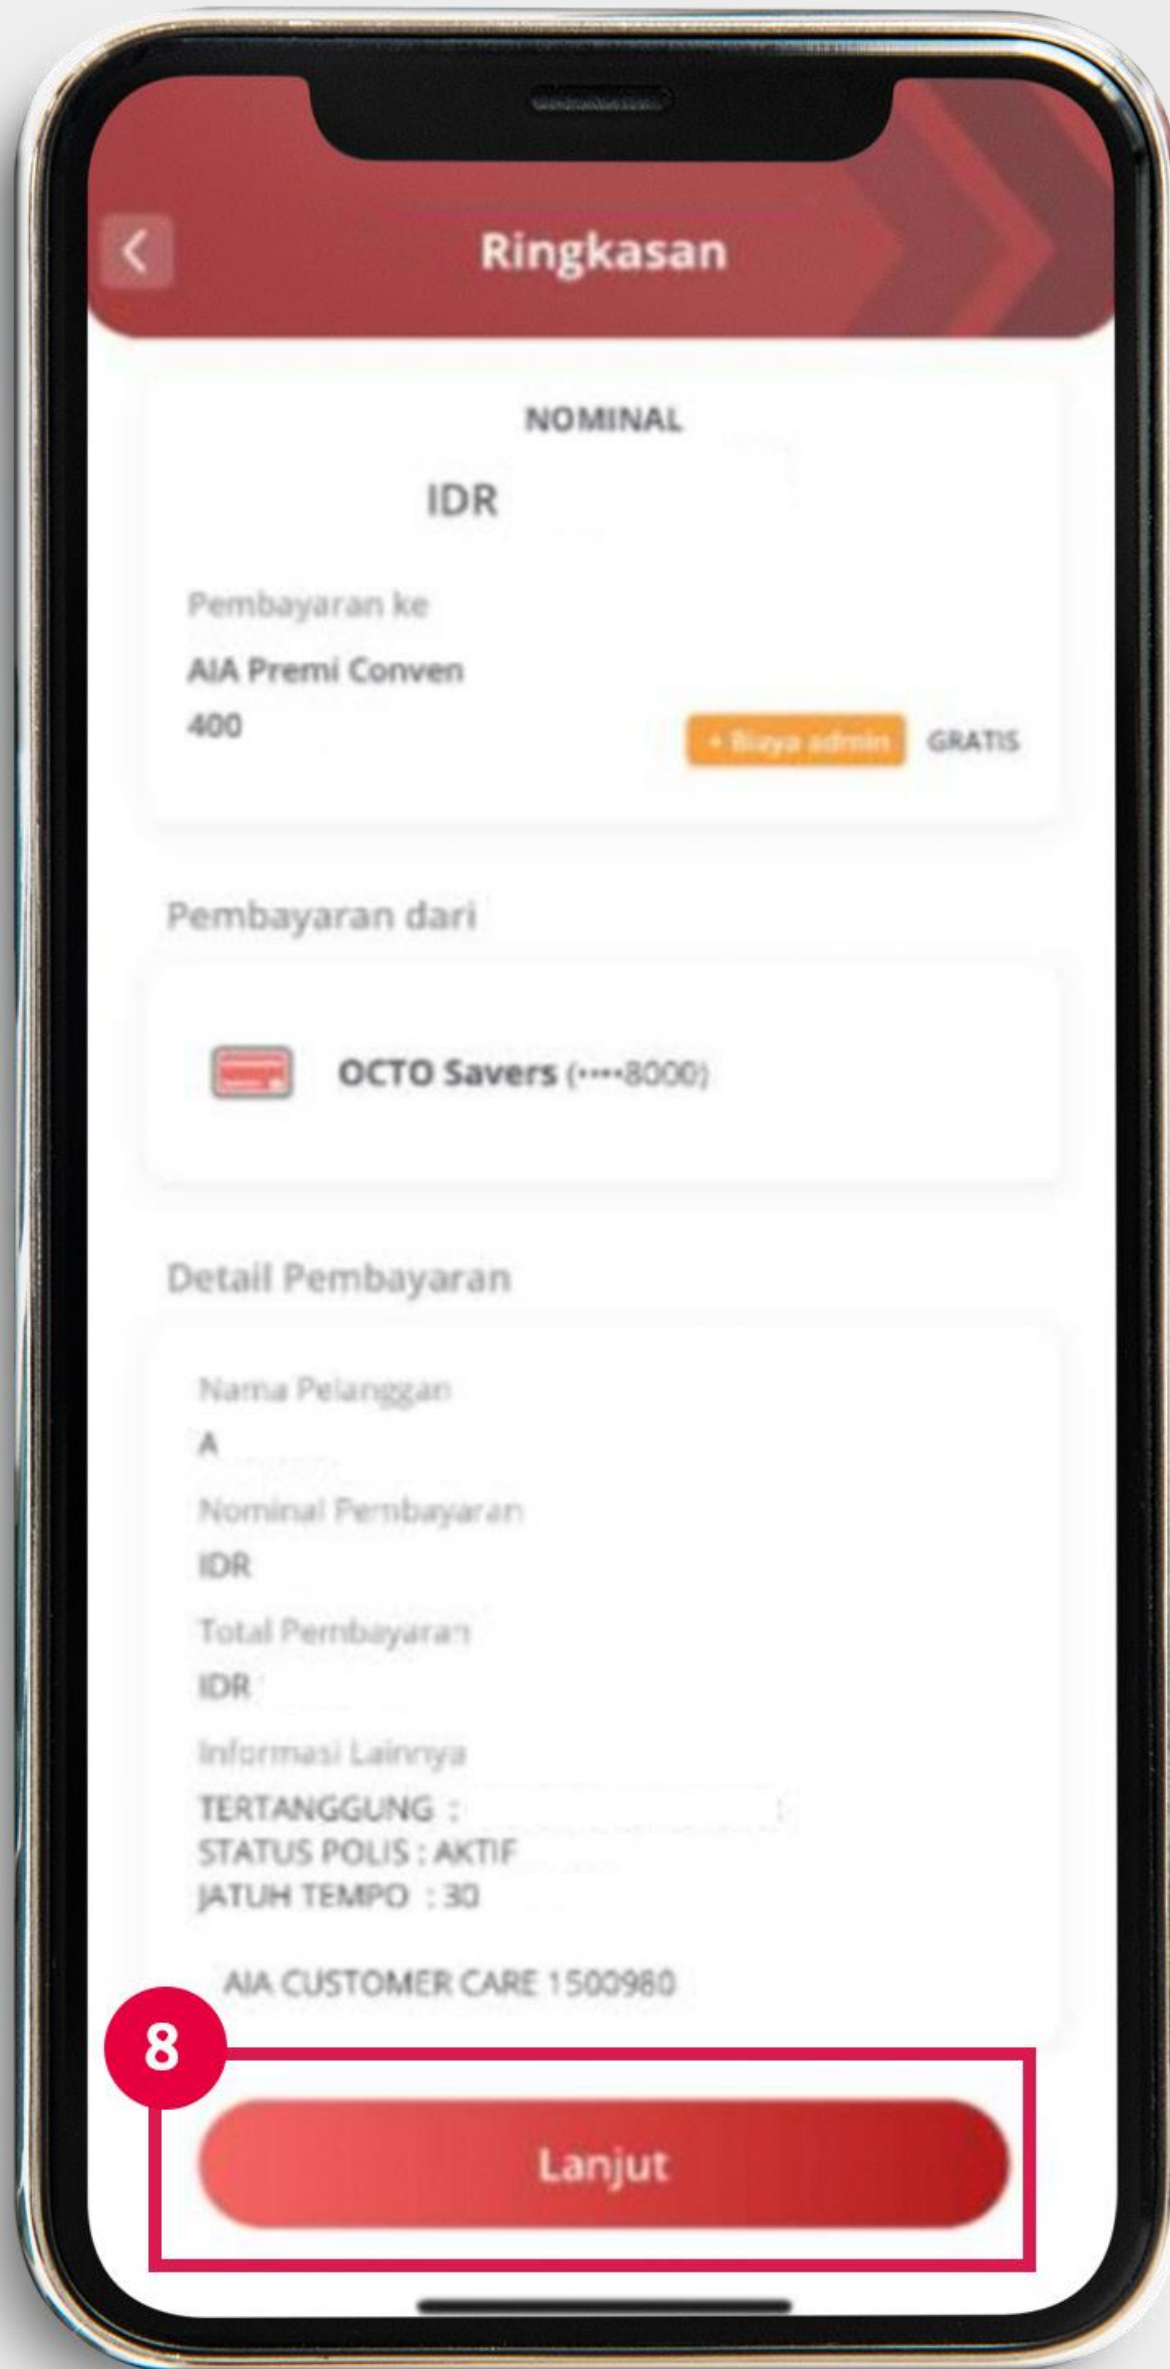 Ringkasan
NOMINAL
IDR
Pembayaran ke
AIA Premi Conven
400
+ Biaya admin GRATIS
Pembayaran dari
OCTO Savers (····8000)
Detail Pembayaran
Nama Pelanggan
A
Nominal Pembayaran
IDR
Total Pembayaran
IDR
Informasi Lainnya
TERTANGGUNG :
STATUS POLIS : AKTIF
JATUH TEMPO : 30
AIA CUSTOMER CARE 1500980
8
Lanjut